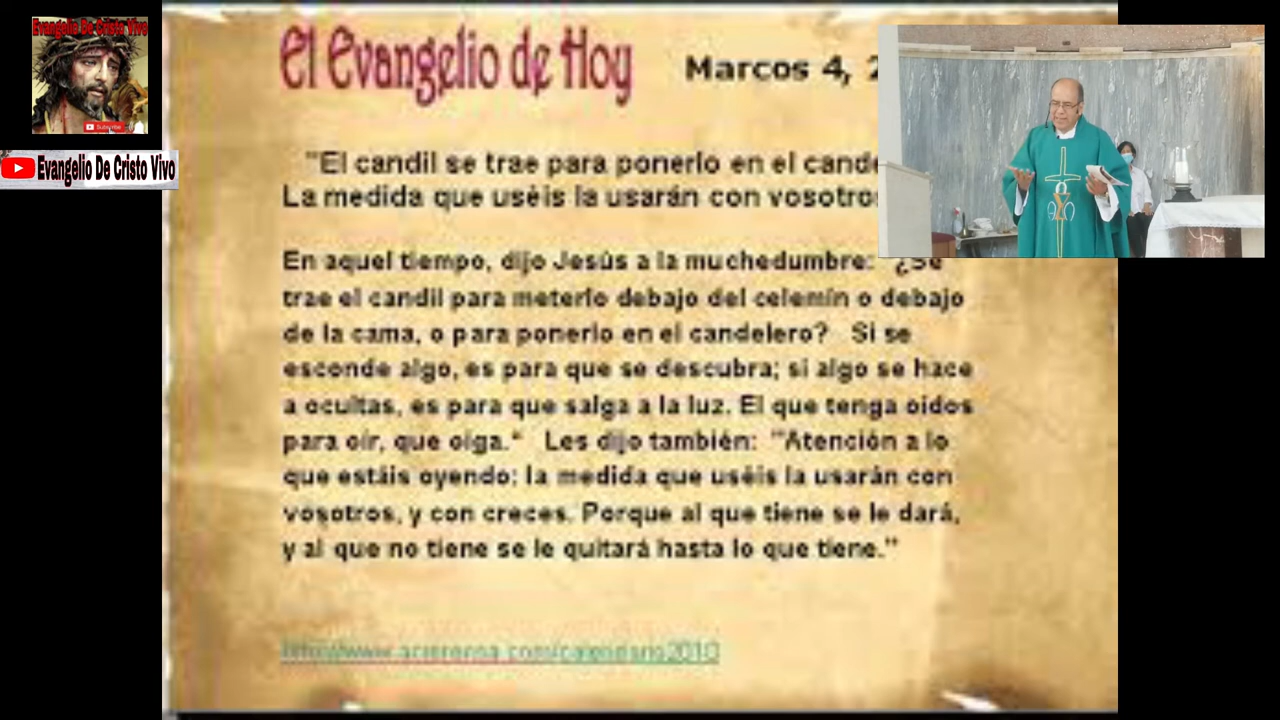 Evangelio De Cristo Vivo
Subscribe
Evangelio De Cristo Vivo
El Evangelio de Hoy
Marcos 4, 2
"El candil se trae para ponerlo en el cande
La medida que uséis la usarán con vosotros
En aquel tiempo, dijo Jesús a la muchedumbre: "¿Se
trae el candil para meterlo debajo del celemín o debajo
de la cama, o para ponerlo en el candelero? Si se
esconde algo, es para que se descubra; si algo se hace
a ocultas, es para que salga a la luz. El que tenga oídos
para oír, que oiga." Les dijo también: "Atención a lo
que estáis oyendo: la medida que uséis la usarán con
vosotros, y con creces. Porque al que tiene se le dará,
y al que no tiene se le quitará hasta lo que tiene."